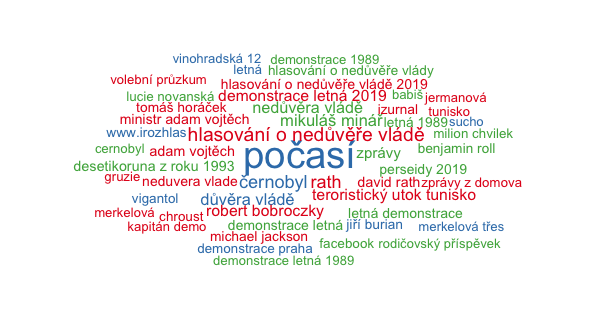 vinohradská 12
demonstrace 1989
letná
hlasování o nedůvěře vlády
volební průzkum
hlasování o nedůvěře vládě 2019
lucie novanská
demonstrace letná 2019
babiš
jermanová
tomáš horáček
nedůvěra vládě
izurnal
tunisko
ministr adam vojtěch
mikuláš minář
letná 1989
sucho
www.irozhlas
hlasování o nedůvěře vládě
milion chvilek
černobyl
adam vojtěch
počasí
zprávy
benjamin roll
desetikoruna z roku 1993
perseidy 2019
gruzie
neduvera vlade
černobyl
rath
david rath
zprávy z domova
vigantol
důvěra vládě
teroristický utok tunisko
merkelová
chroust
robert bobroczky
letná demonstrace
kapitán demo
demonstrace letná
jiří burian
merkelová třes
michael jackson
demonstrace praha
facebook rodičovský příspěvek
demonstrace letná 1989